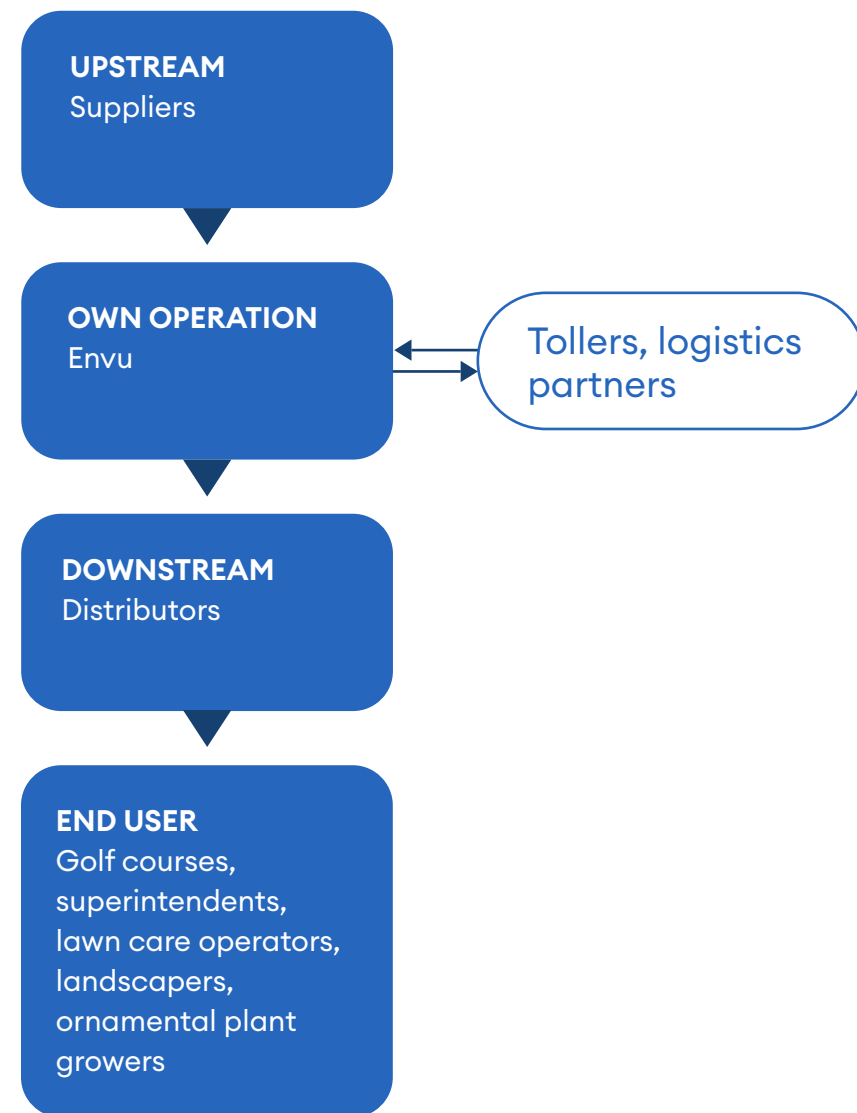 UPSTREAM
Suppliers
OWN OPERATION
Envu
Tollers, logistics
partners
DOWNSTREAM
Distributors
END USER
Golf courses,
superintendents,
lawn care operators,
landscapers,
ornamental plant
growers